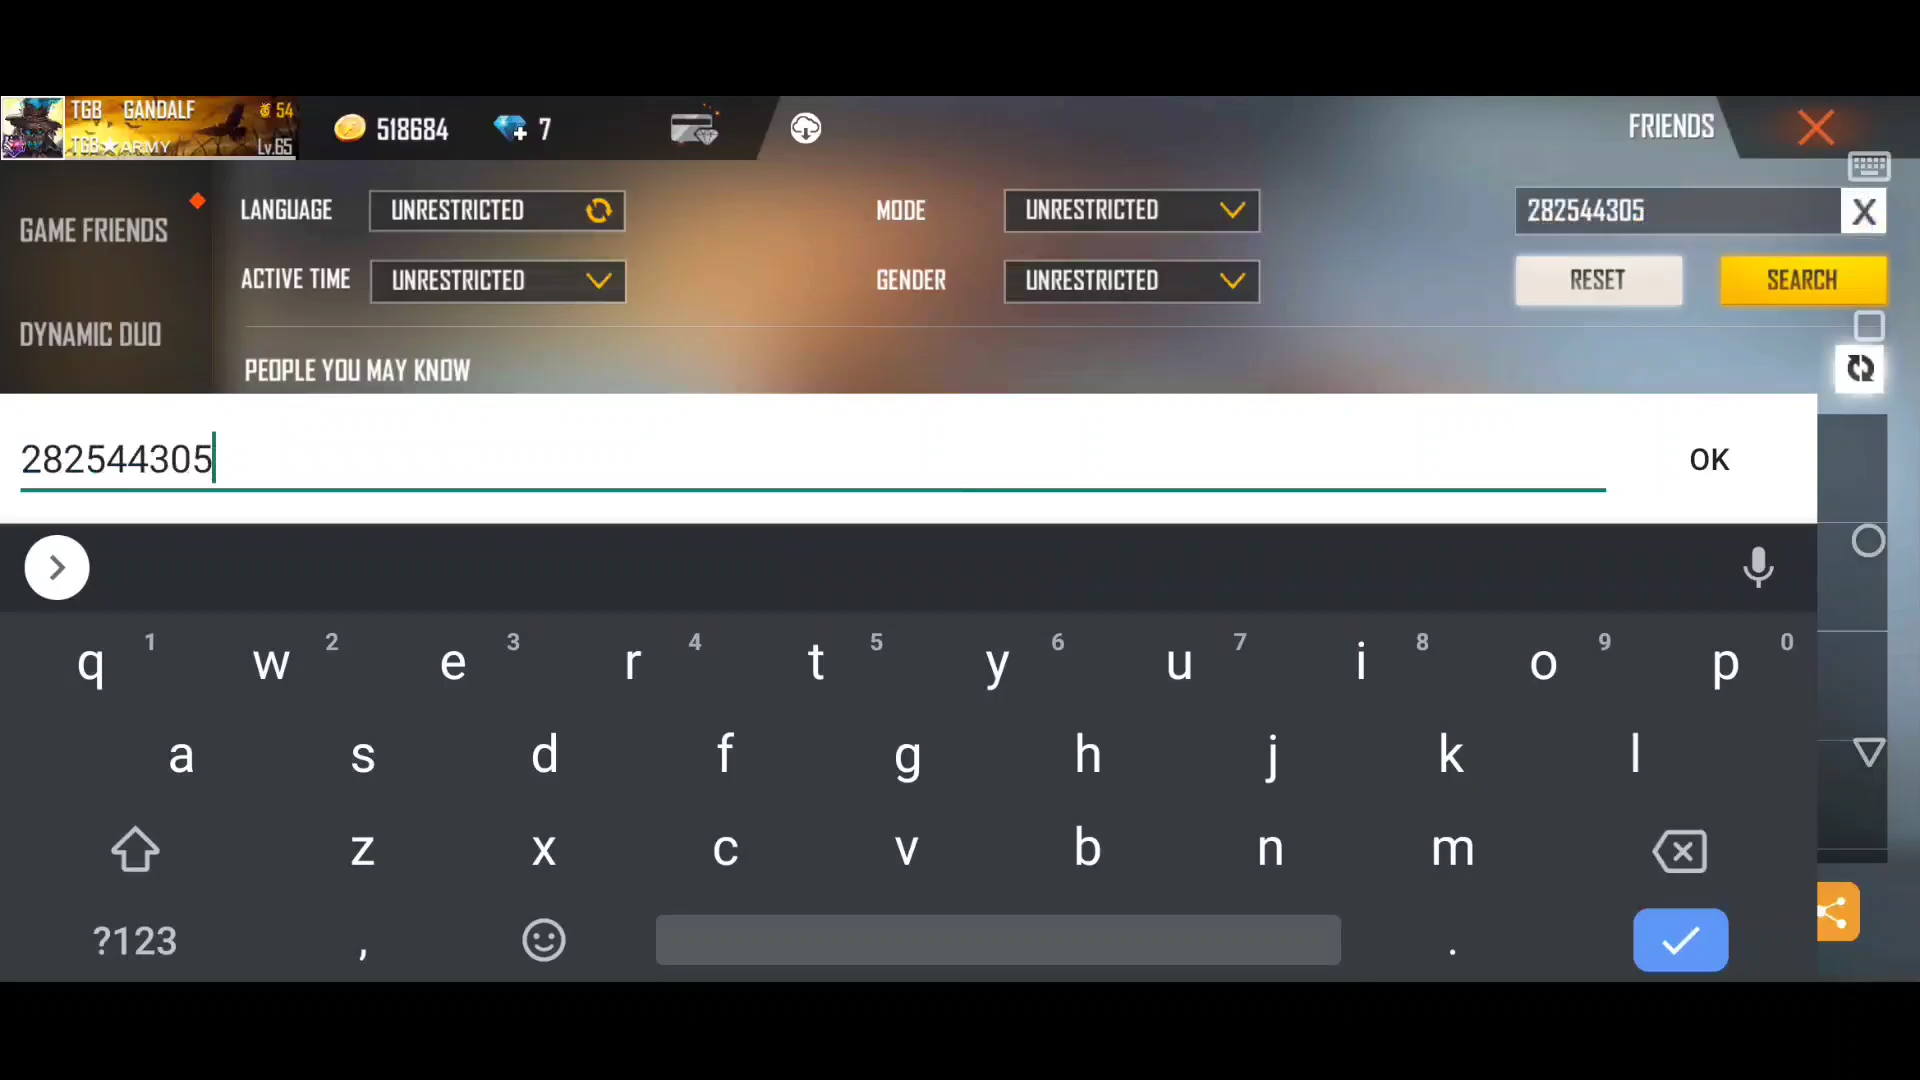 TGB GANDALF 54
TGB★ARMY Lv.65
518684
7
FRIENDS
GAME FRIENDS
DYNAMIC DUO
LANGUAGE UNRESTRICTED
MODE UNRESTRICTED
282544305 X
ACTIVE TIME UNRESTRICTED
GENDER UNRESTRICTED
RESET SEARCH
PEOPLE YOU MAY KNOW
282544305 OK
q 1 w 2 e 3 r 4 t 5 y 6 u 7 i 8 o 9 p 0
a s d f g h j k l
z x c v b n m
?123 , .